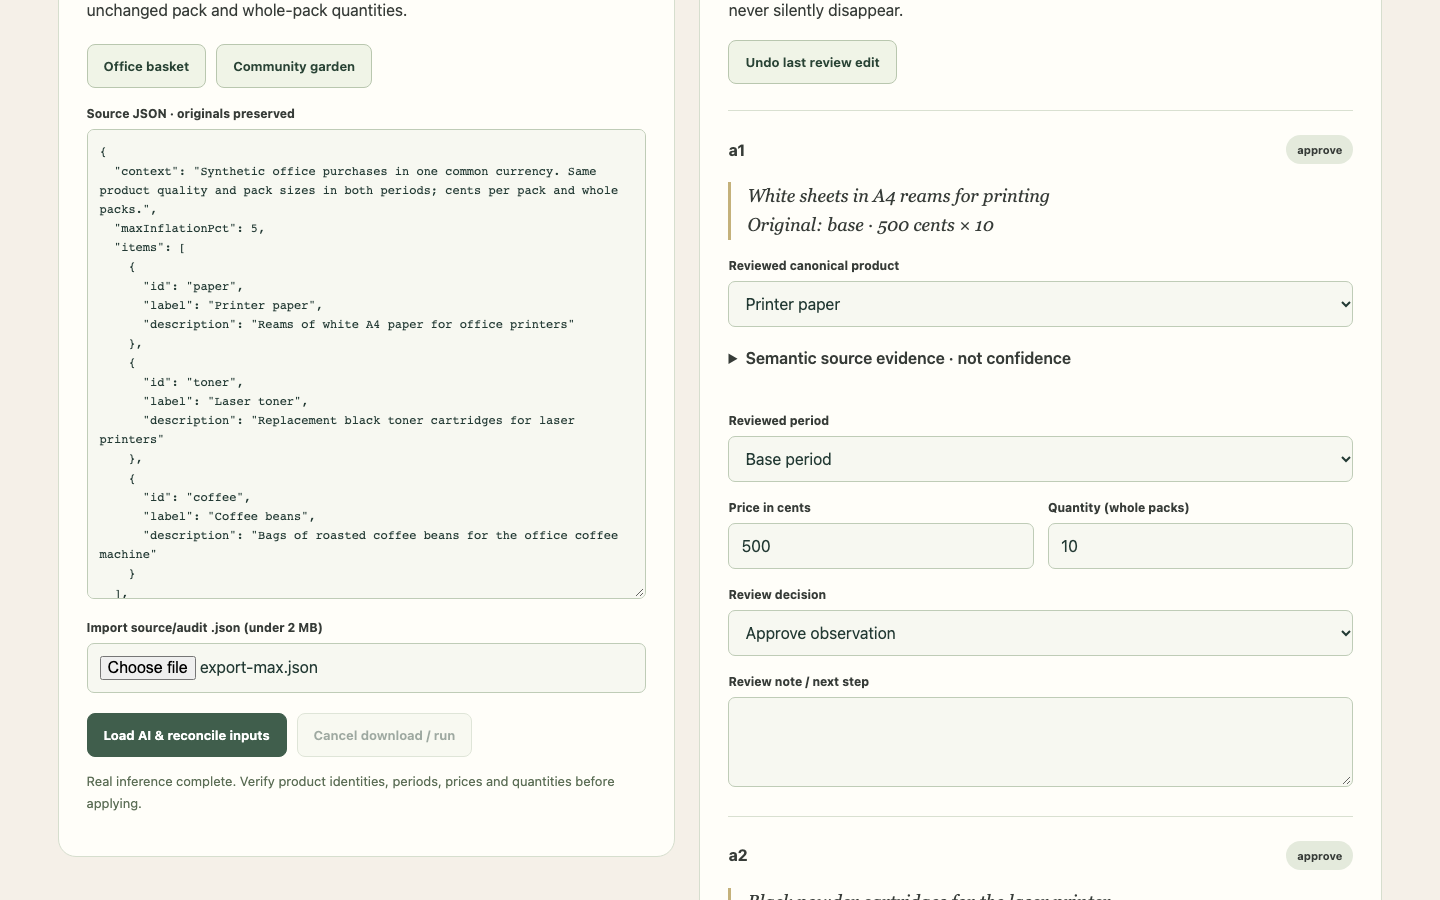 unchanged pack and whole-pack quantities.
Office basket
Community garden
Source JSON · originals preserved
{
"context": "Synthetic office purchases in one common currency. Same
product quality and pack sizes in both periods; cents per pack and whole
packs.",
"maxInflationPct": 5,
"items": [
{
"id": "paper",
"label": "Printer paper",
"description": "Reams of white A4 paper for office printers"
},
{
"id": "toner",
"label": "Laser toner",
"description": "Replacement black toner cartridges for laser
printers"
},
{
"id": "coffee",
"label": "Coffee beans",
"description": "Bags of roasted coffee beans for the office coffee
machine"
}
],
Import source/audit .json (under 2 MB)
Choose file export-max.json
Load AI & reconcile inputs
Cancel download / run
Real inference complete. Verify product identities, periods, prices and quantities before
applying.
never silently disappear.
Undo last review edit
a1
approve
White sheets in A4 reams for printing
Original: base · 500 cents × 10
Reviewed canonical product
Printer paper
▶ Semantic source evidence · not confidence
Reviewed period
Base period
Price in cents
Quantity (whole packs)
500
10
Review decision
Approve observation
Review note / next step
a2
approve
Black powder cartridges for the laser printer